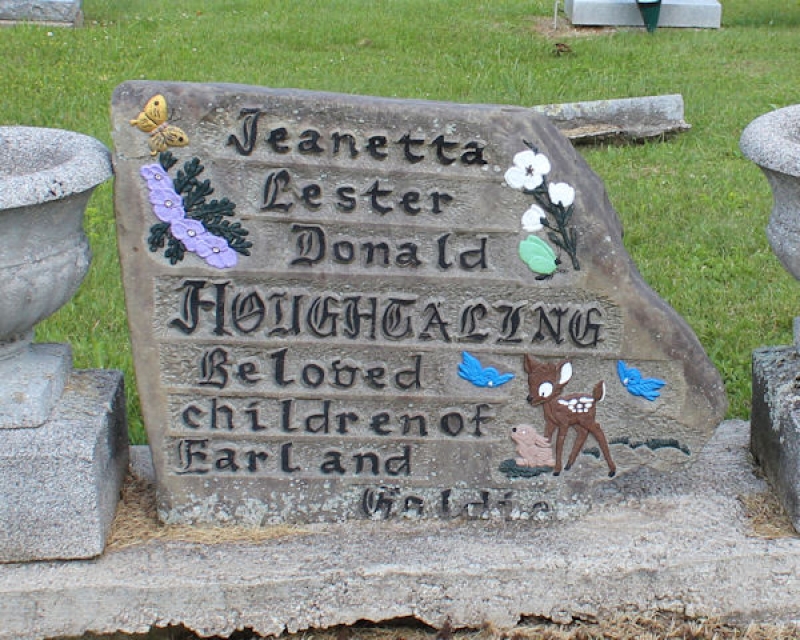 Jeanetta
Lester
Donald
HOUGHTALING
Beloved
children of
Earl and
Goldie